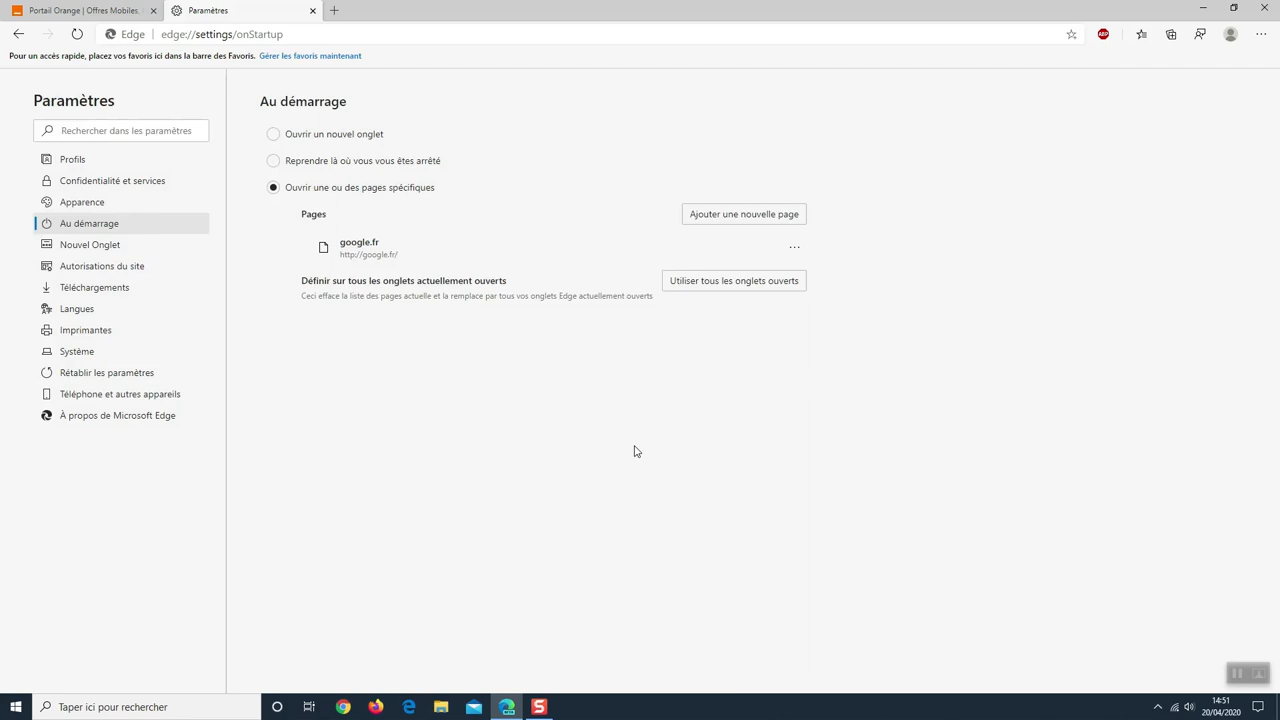 Portail Orange | Offres Mobiles,
Paramètres
Edge
edge://settings/onStartup
ABP
Pour un accès rapide, placez vos favoris ici dans la barre des Favoris. Gérer les favoris maintenant
Paramètres
Rechercher dans les paramètres
Profils
Confidentialité et services
Apparence
Au démarrage
Nouvel Onglet
Autorisations du site
Téléchargements
Langues
Imprimantes
Système
Rétablir les paramètres
Téléphone et autres appareils
À propos de Microsoft Edge
Au démarrage
Ouvrir un nouvel onglet
Reprendre là où vous vous êtes arrêté
Ouvrir une ou des pages spécifiques
Pages
Ajouter une nouvelle page
google.fr
http://google.fr/
Définir sur tous les onglets actuellement ouverts
Utiliser tous les onglets ouverts
Ceci efface la liste des pages actuelle et la remplace par tous vos onglets Edge actuellement ouverts
Taper ici pour rechercher
S
14:51
20/04/2020